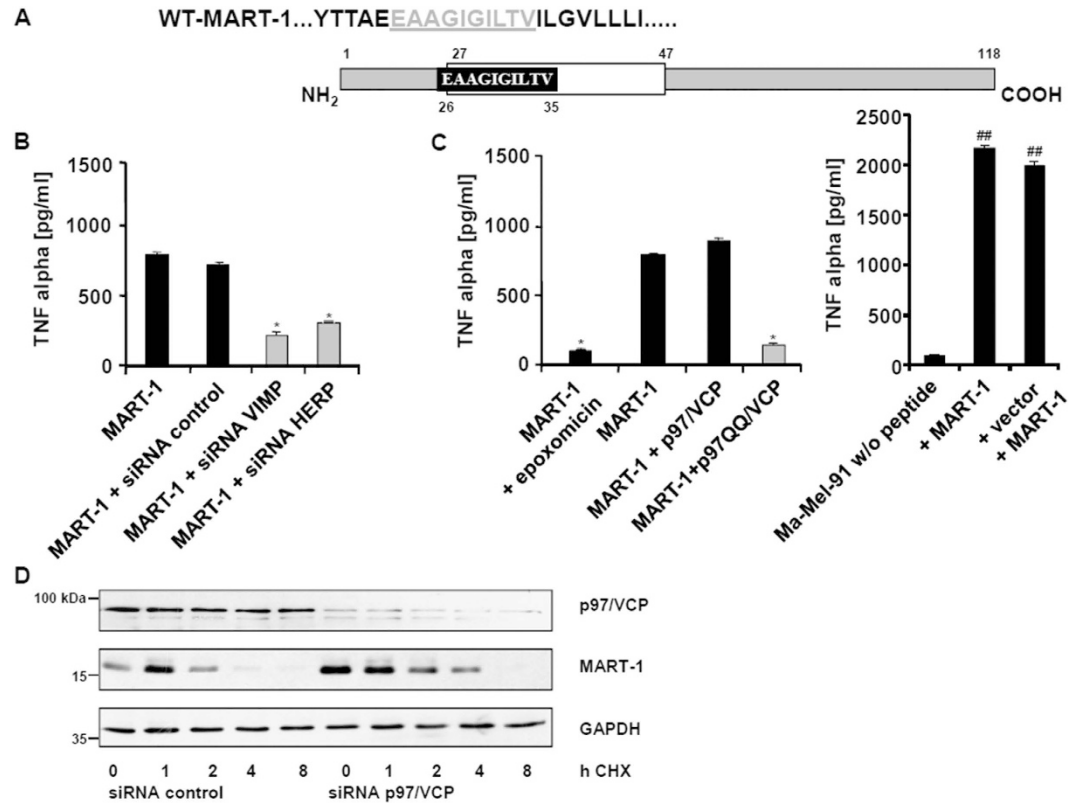 A
WT-MART-1...YTTAEEAAGIGILTVILGVLLLI.....
1 27 47 118
NH2 EAAGIGILTV COOH
26 35
B
TNF alpha [pg/ml]
1500
1000
500
0
* *
MART-1
MART-1 + siRNA control
MART-1 + siRNA VIMP
MART-1 + siRNA HERP
C
TNF alpha [pg/ml]
1500
1000
500
0
* *
MART-1
+ epoxomicin
MART-1
MART-1 + p97/VCP
MART-1+p97QQ/VCP
TNF alpha [pg/ml]
2500
2000
1500
1000
500
0
## ##
Ma-Mel-91 w/o peptide
+ MART-1
+ vector
+ MART-1
D
100 kDa p97/VCP
15 MART-1
35 GAPDH
0 1 2 4 8 0 1 2 4 8 h CHX
siRNA control siRNA p97/VCP